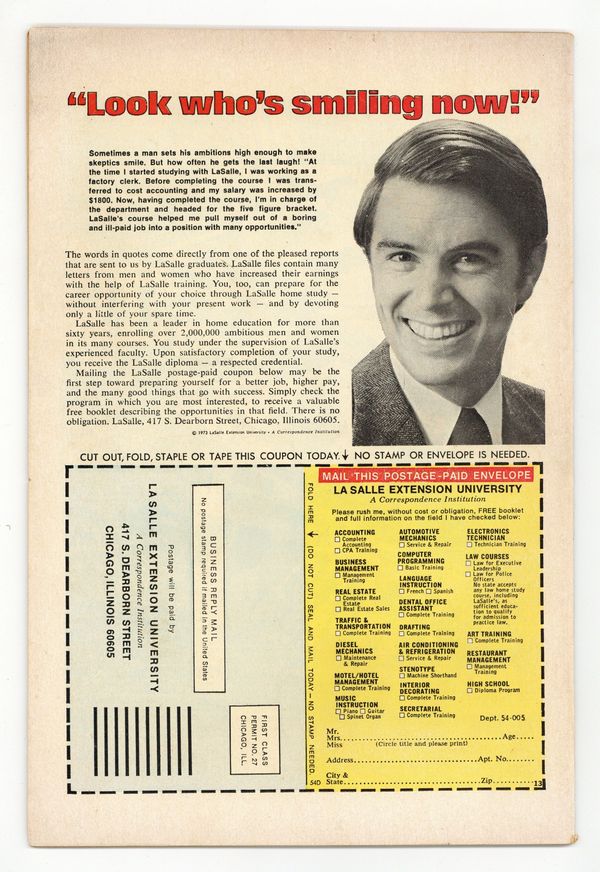 “Look who’s smiling now!”
Sometimes a man sets his ambitions high enough to make
skeptics smile. But how often he gets the last laugh! “At
the time I started studying with LaSalle, I was working as a
factory clerk. Before completing the course I was trans-
ferred to cost accounting and my salary was increased by
$1800. Now, having completed the course, I’m in charge of
the department and headed for the five figure bracket.
LaSalle’s course helped me pull myself out of a boring
and ill-paid job into a position with many opportunities.”
The words in quotes come directly from one of the pleased reports
that are sent to us by LaSalle graduates. LaSalle files contain many
letters from men and women who have increased their earnings
with the help of LaSalle training. You, too, can prepare for the
career opportunity of your choice through LaSalle home study —
without interfering with your present work — and by devoting
only a little of your spare time.
LaSalle has been a leader in home education for more than
sixty years, enrolling over 2,000,000 ambitious men and women
in its many courses. You study under the supervision of LaSalle’s
experienced faculty. Upon satisfactory completion of your study,
you receive the LaSalle diploma — a respected credential.
Mailing the LaSalle postage-paid coupon below may be the
first step toward preparing yourself for a better job, higher pay,
and the many good things that go with success. Simply check the
program in which you are most interested, to receive a valuable
free booklet describing the opportunities in that field. There is no
obligation. LaSalle, 417 S. Dearborn Street, Chicago, Illinois 60605.
© 1973 LaSalle Extension University • A Correspondence Institution
CUT OUT, FOLD, STAPLE OR TAPE THIS COUPON TODAY. ↓ NO STAMP OR ENVELOPE IS NEEDED.
FIRST CLASS
PERMIT NO. 27
CHICAGO, ILL.
BUSINESS REPLY MAIL
No postage stamp required if mailed in the United States
Postage will be paid by
LA SALLE EXTENSION UNIVERSITY
A Correspondence Institution
417 S. DEARBORN STREET
CHICAGO, ILLINOIS 60605
FOLD HERE → (DO NOT CUT), SEAL AND MAIL TODAY — NO STAMP NEEDED.
MAIL THIS POSTAGE-PAID ENVELOPE
LA SALLE EXTENSION UNIVERSITY
A Correspondence Institution
Please rush me, without cost or obligation, FREE booklet
and full information on the field I have checked below:
ACCOUNTING
☐ Complete
Accounting
☐ CPA Training
BUSINESS
MANAGEMENT
☐ Management
Training
REAL ESTATE
☐ Complete Real
Estate
☐ Real Estate Sales
TRAFFIC &
TRANSPORTATION
☐ Complete Training
DIESEL
MECHANICS
☐ Maintenance
& Repair
MOTEL/HOTEL
MANAGEMENT
☐ Complete Training
MUSIC
INSTRUCTION
☐ Piano ☐ Guitar
☐ Spinet Organ
AUTOMOTIVE
MECHANICS
☐ Service & Repair
COMPUTER
PROGRAMMING
☐ Basic Training
LANGUAGE
INSTRUCTION
☐ French ☐ Spanish
DENTAL OFFICE
ASSISTANT
☐ Complete Training
DRAFTING
☐ Complete Training
AIR CONDITIONING
& REFRIGERATION
☐ Service & Repair
STENOTYPE
☐ Machine Shorthand
INTERIOR
DECORATING
☐ Complete Training
SECRETARIAL
☐ Complete Training
ELECTRONICS
TECHNICIAN
☐ Technician Training
LAW COURSES
☐ Law for Executive
Leadership
☐ Law for Police
Officers
No state accepts
any law home study
course, including
LaSalle’s, as
sufficient educa-
tion to qualify
for admission to
practice law.
ART TRAINING
☐ Complete Training
RESTAURANT
MANAGEMENT
☐ Management
Training
HIGH SCHOOL
☐ Diploma Program
Dept. 54-005
Mr.
Mrs. Age
Miss (Circle title and please print)
Address Apt. No.
City &
State Zip
54D
13